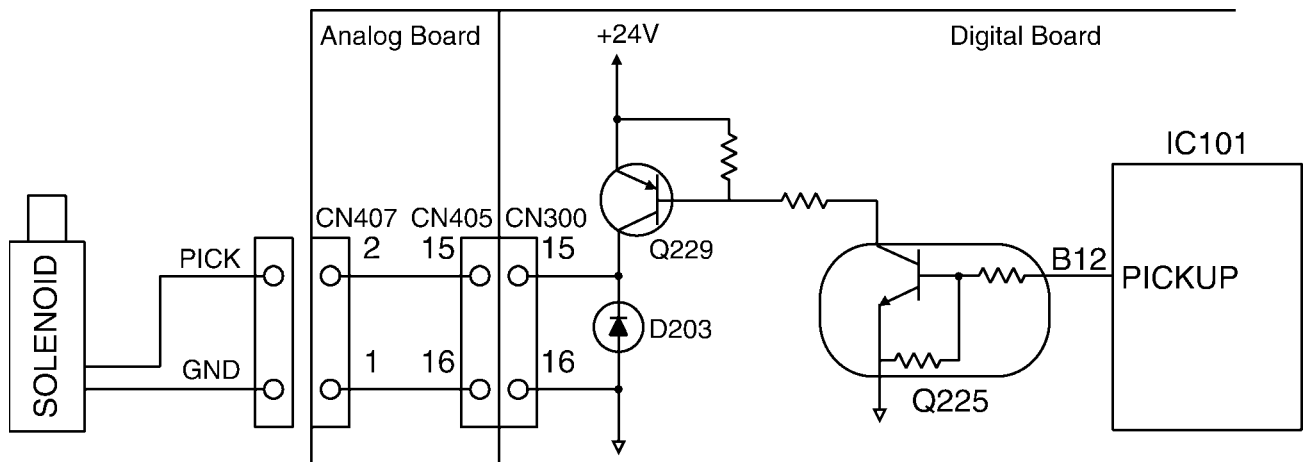 Analog Board
+24V
Digital Board
IC101
CN407
CN405
CN300
PICK
2
15
15
Q229
B12
PICKUP
SOLENOID
D203
GND
1
16
16
Q225